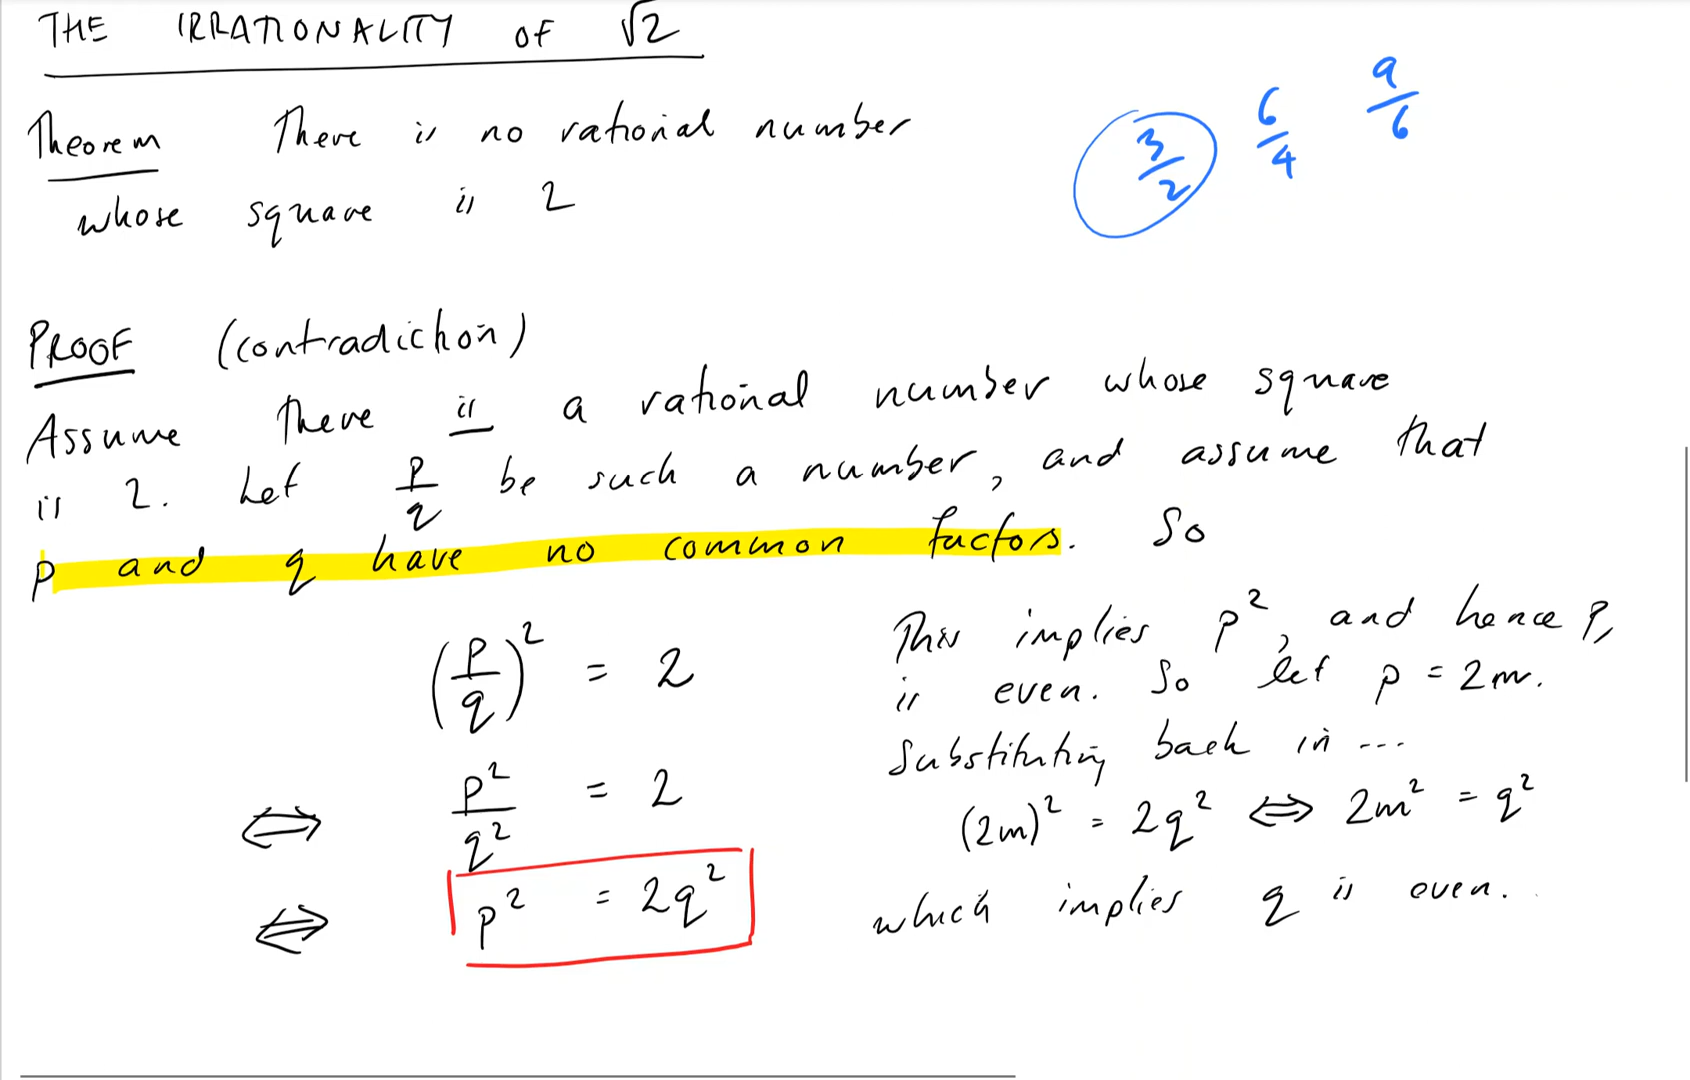 THE IRRATIONALITY OF √2
Theorem There is no rational number
whose square is 2
3/2 6/4 9/6
PROOF (contradiction)
Assume there is a rational number whose square
is 2. Let p/q be such a number, and assume that
p and q have no common factors. So
(p/q)² = 2
⇔ p²/q² = 2
⇔ p² = 2q²
This implies p², and hence p,
is even. So let p = 2m.
Substituting back in ...
(2m)² = 2q² ⇔ 2m² = q²
which implies q is even.